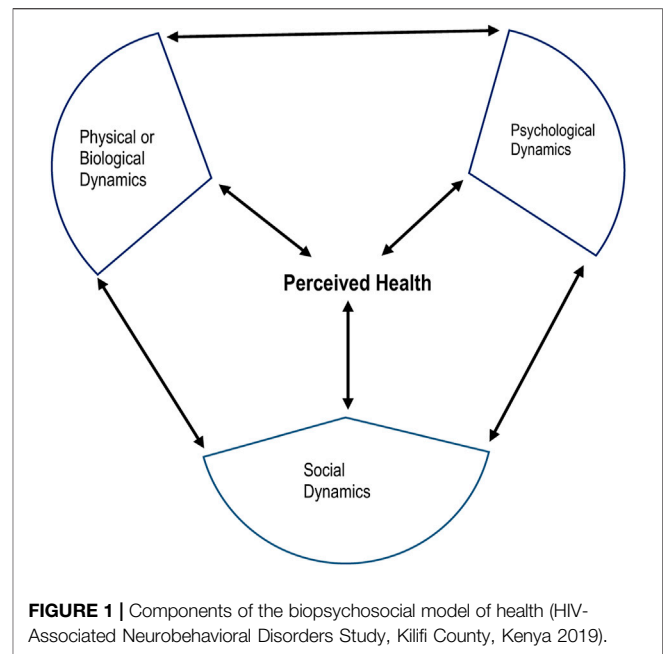 Physical or
Biological
Dynamics
Psychological
Dynamics
Perceived Health
Social
Dynamics
FIGURE 1 | Components of the biopsychosocial model of health (HIV-
Associated Neurobehavioral Disorders Study, Kilifi County, Kenya 2019).